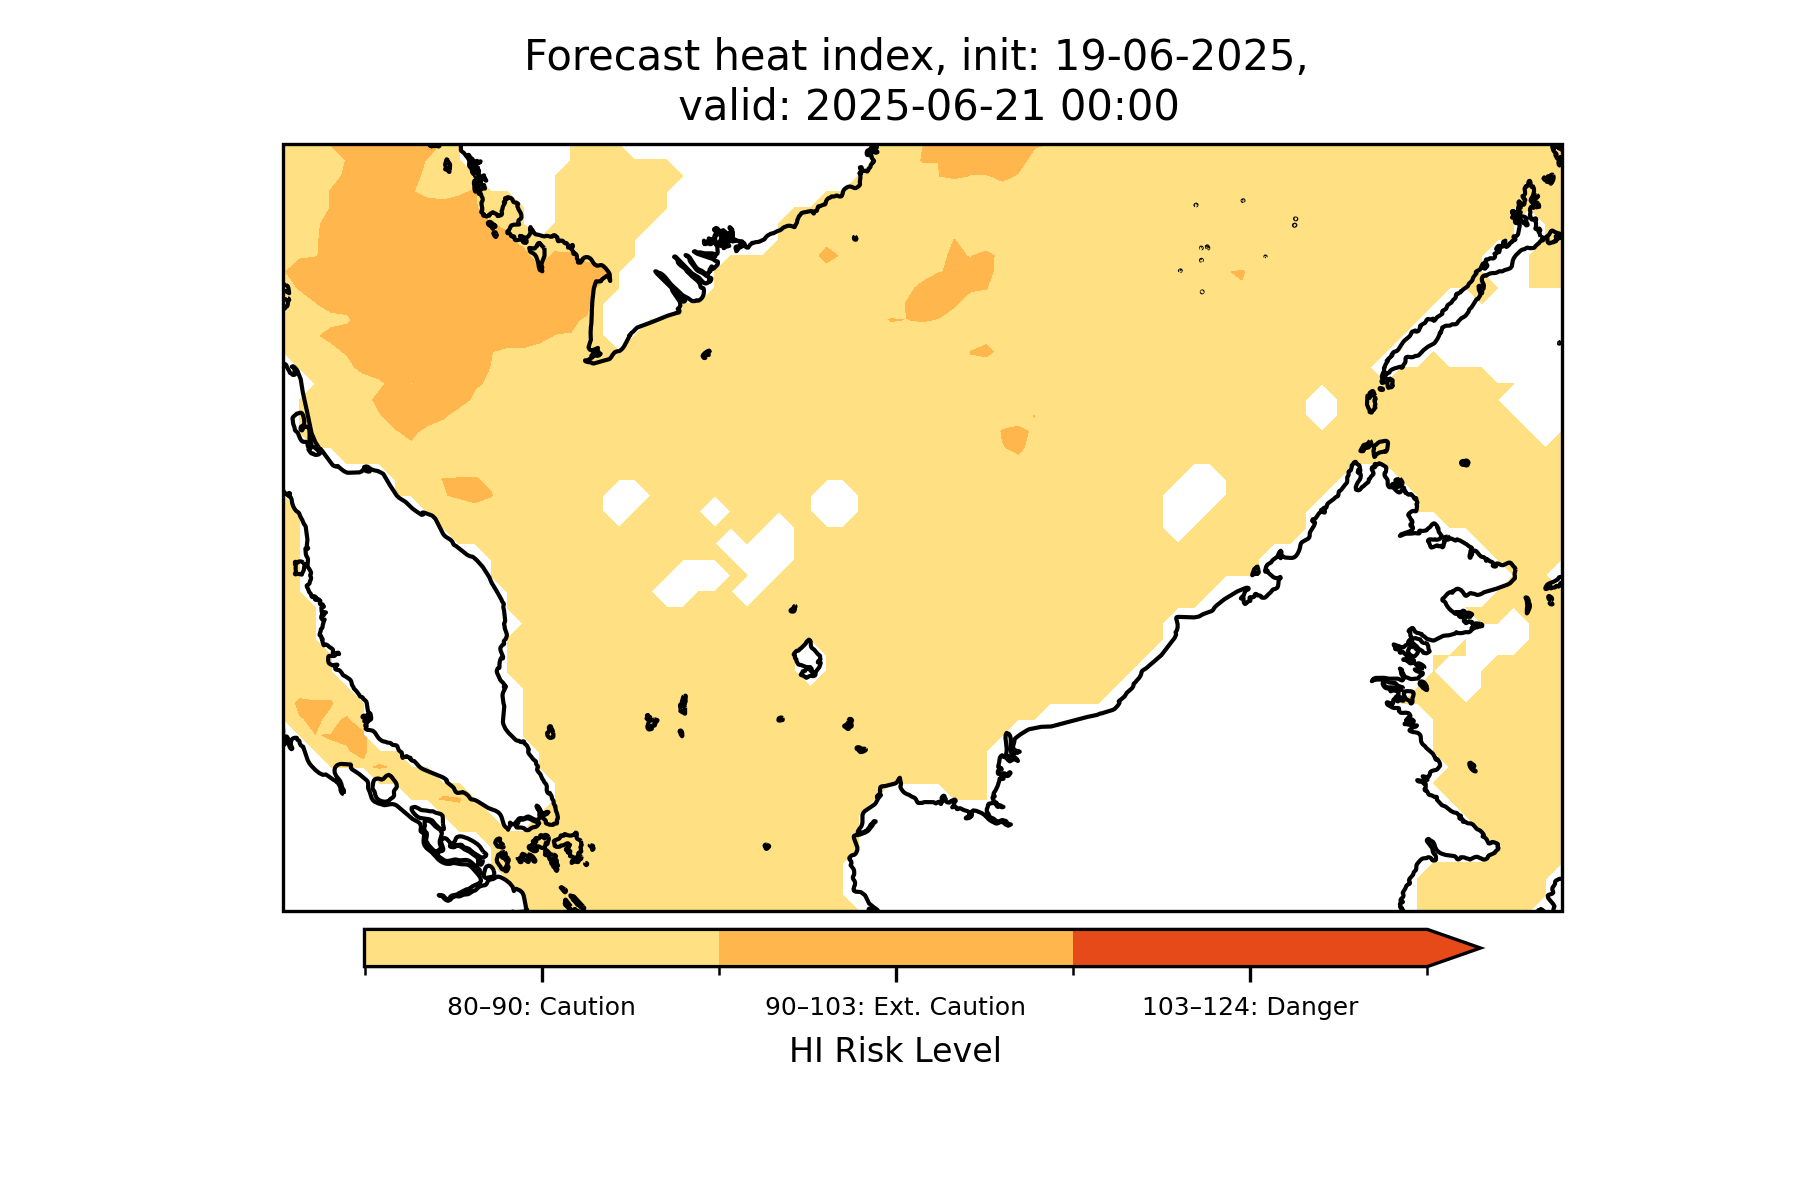 Forecast heat index, init: 19-06-2025,
valid: 2025-06-21 00:00
80–90: Caution
90–103: Ext. Caution
103–124: Danger
HI Risk Level